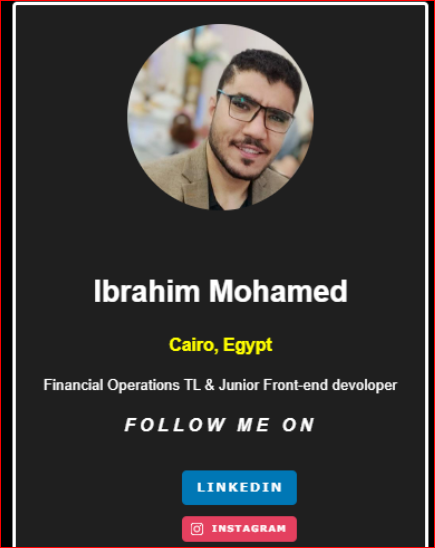 Ibrahim Mohamed
Cairo, Egypt
Financial Operations TL & Junior Front-end devoloper
FOLLOW ME ON
LINKEDIN
INSTAGRAM